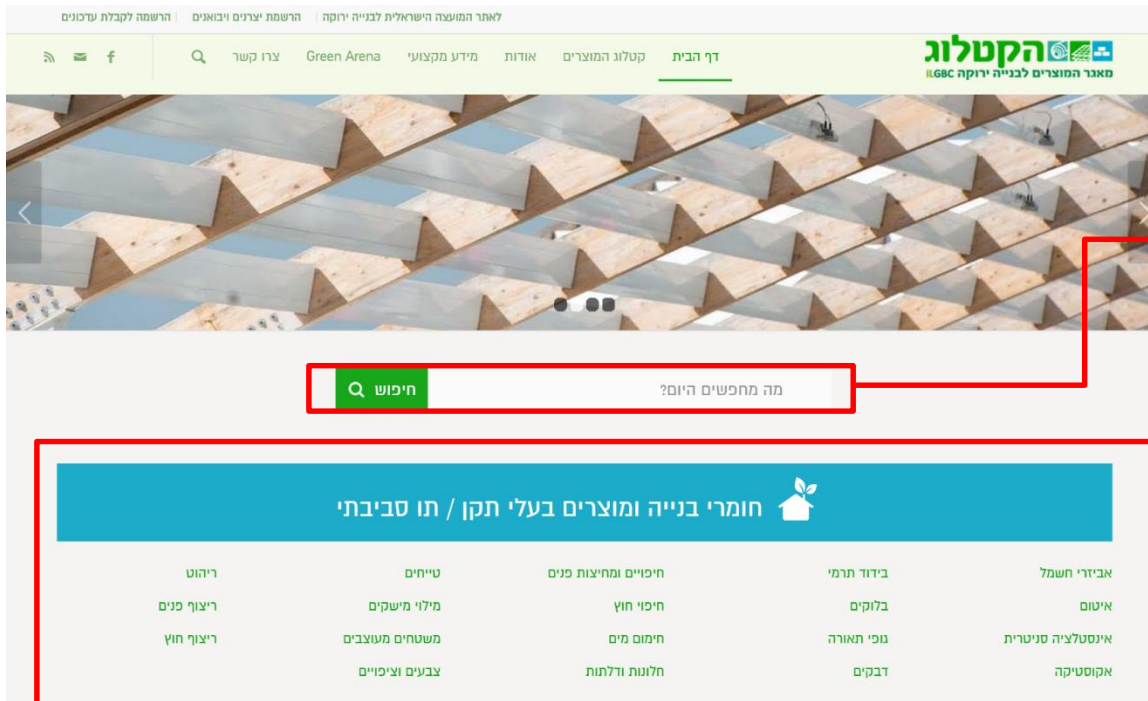 לאתר המועצה הישראלית לבנייה ירוקה | הרשמת יצרנים ויבואנים | הרשמה לקבלת עדכונים
הקטלוג
מאגר המוצרים לבנייה ירוקה ILGBC
דף הבית קטלוג המוצרים אודות מידע מקצועי Green Arena צרו קשר
מה מחפשים היום? חיפוש
חומרי בנייה ומוצרים בעלי תקן / תו סביבתי
אביזרי חשמל בידוד תרמי חיפויים ומחיצות פנים טייחים ריהוט
איטום בלוקים חיפוי חוץ מילוי מישקים ריצוף פנים
אינסטלציה סניטרית גופי תאורה חימום מים משטחים מעוצבים ריצוף חוץ
אקוסטיקה דבקים חלונות ודלתות צבעים וציפויים